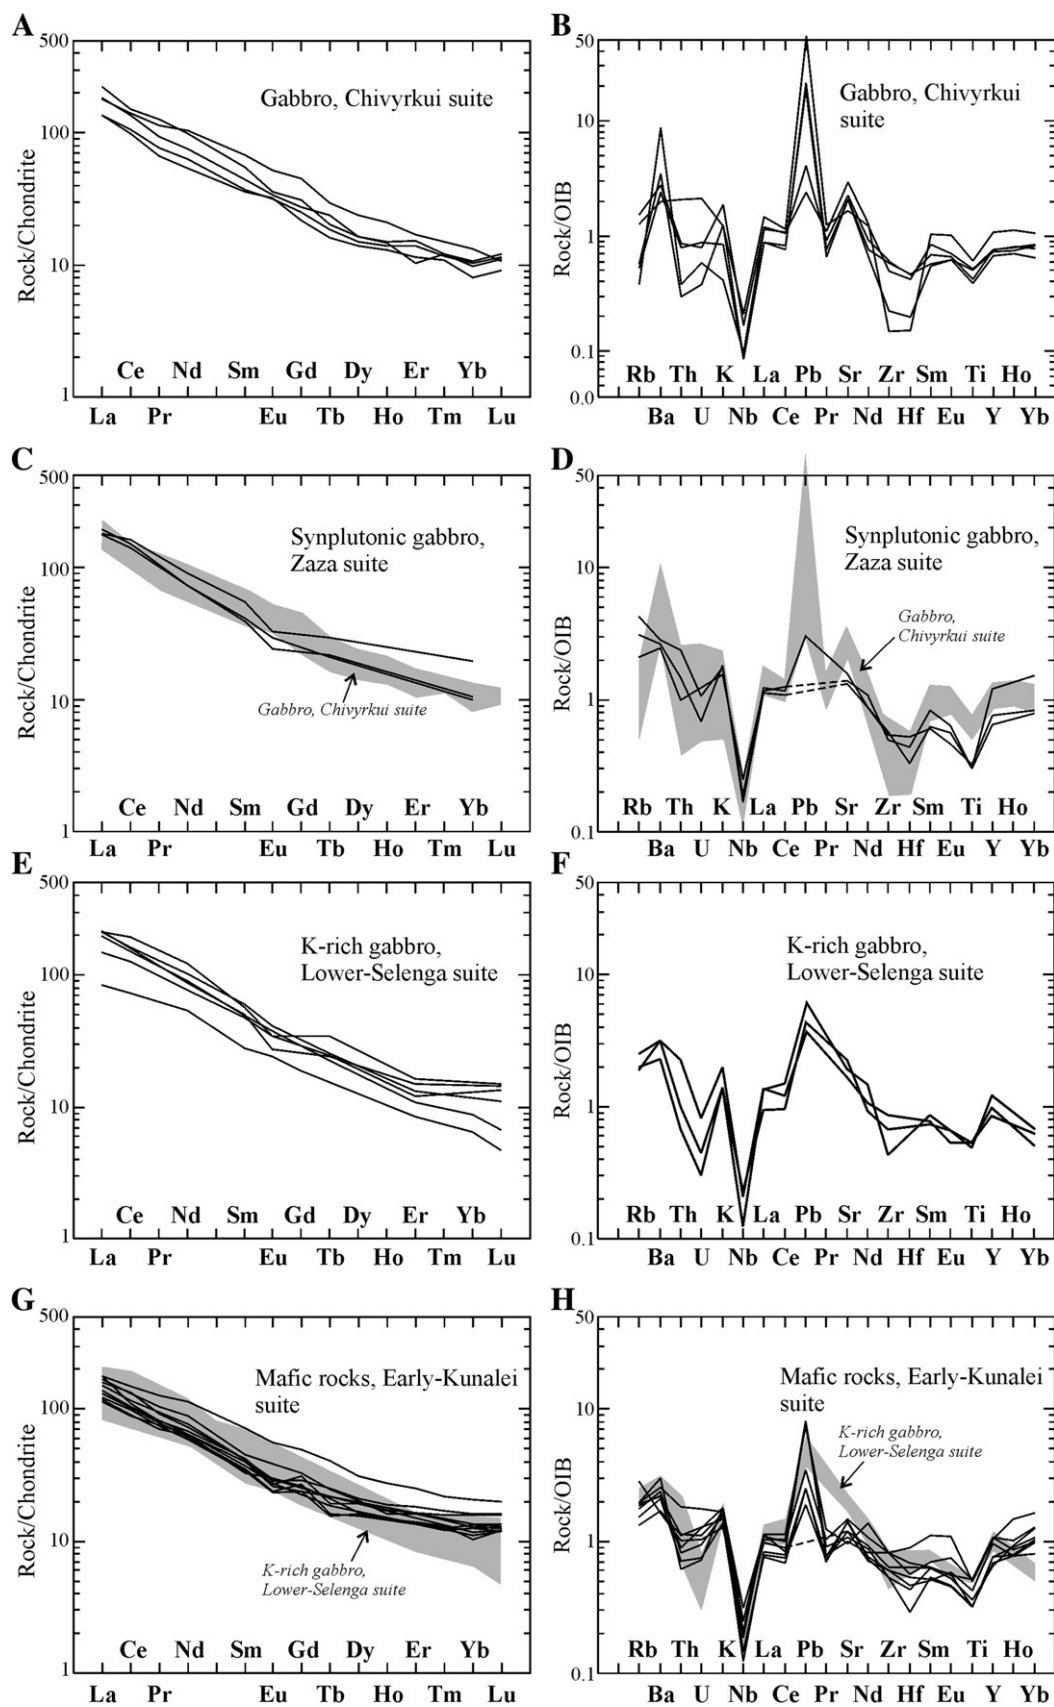 A
500
100
10
1
Rock/Chondrite
Gabbro, Chivyrkui suite
Ce Nd Sm Gd Dy Er Yb
La Pr Eu Tb Ho Tm Lu
B
50
10
1
0.1
0.0
Rock/OIB
Gabbro, Chivyrkui
suite
Rb Th K La Pb Sr Zr Sm Ti Ho
Ba U Nb Ce Pr Nd Hf Eu Y Yb
C
500
100
10
1
Rock/Chondrite
Synplutonic gabbro,
Zaza suite
Gabbro, Chivyrkui suite
Ce Nd Sm Gd Dy Er Yb
La Pr Eu Tb Ho Tm Lu
D
50
10
1
0.1
Rock/OIB
Synplutonic gabbro,
Zaza suite
Gabbro,
Chivyrkui suite
Rb Th K La Pb Sr Zr Sm Ti Ho
Ba U Nb Ce Pr Nd Hf Eu Y Yb
E
500
100
10
1
Rock/Chondrite
K-rich gabbro,
Lower-Selenga suite
Ce Nd Sm Gd Dy Er Yb
La Pr Eu Tb Ho Tm Lu
F
50
10
1
0.1
Rock/OIB
K-rich gabbro,
Lower-Selenga suite
Rb Th K La Pb Sr Zr Sm Ti Ho
Ba U Nb Ce Pr Nd Hf Eu Y Yb
G
500
100
10
1
Rock/Chondrite
Mafic rocks, Early-Kunalei
suite
K-rich gabbro,
Lower-Selenga suite
Ce Nd Sm Gd Dy Er Yb
La Pr Eu Tb Ho Tm Lu
H
50
10
1
0.1
Rock/OIB
Mafic rocks, Early-Kunalei
suite
K-rich gabbro,
Lower-Selenga suite
Rb Th K La Pb Sr Zr Sm Ti Ho
Ba U Nb Ce Pr Nd Hf Eu Y Yb